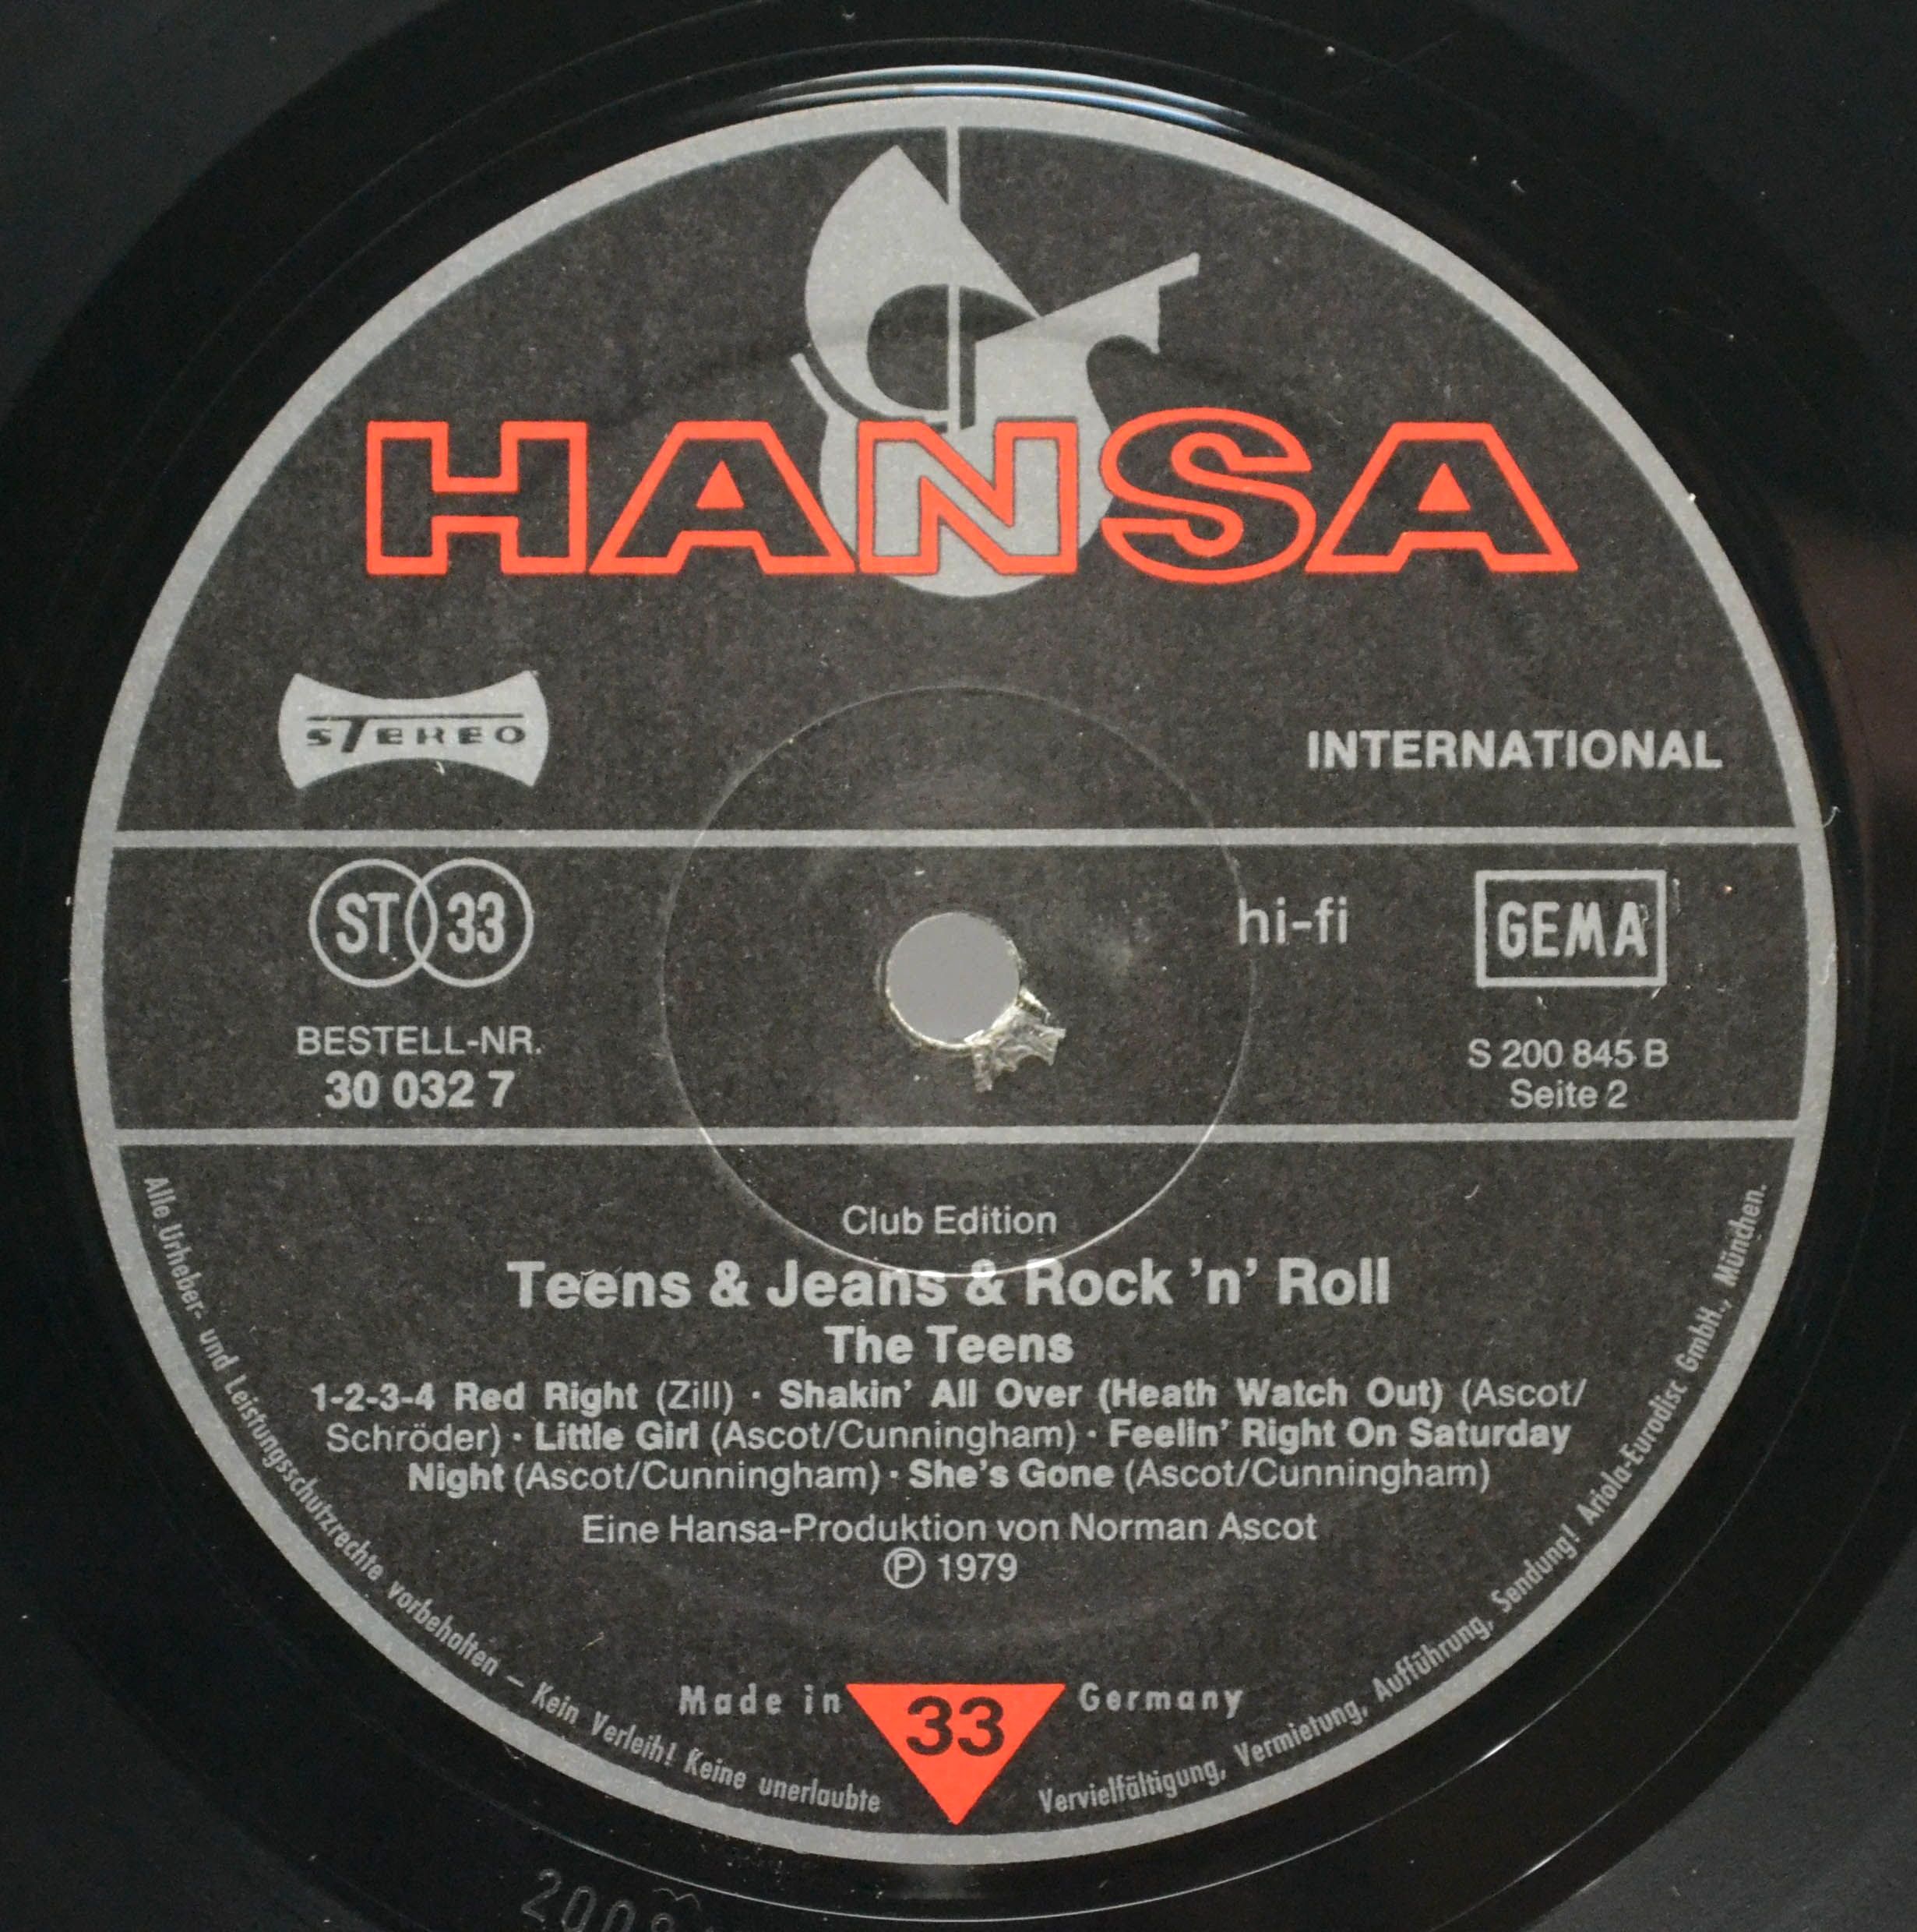 HANSA
STEREO
INTERNATIONAL
ST 33
hi-fi
GEMA
BESTELL-NR.
30 032 7
S 200 845 B
Seite 2
Club Edition
Teens & Jeans & Rock 'n' Roll
The Teens
1-2-3-4 Red Right (Zill) · Shakin' All Over (Heath Watch Out) (Ascot/
Schröder) · Little Girl (Ascot/Cunningham) · Feelin' Right On Saturday
Night (Ascot/Cunningham) · She's Gone (Ascot/Cunningham)
Eine Hansa-Produktion von Norman Ascot
Ⓟ 1979
Made in 33 Germany
Alle Urheber- und Leistungsschutzrechte vorbehalten – Kein Verleih! Keine unerlaubte Vervielfältigung, Vermietung, Aufführung, Sendung! Ariola-Eurodisc GmbH., München.